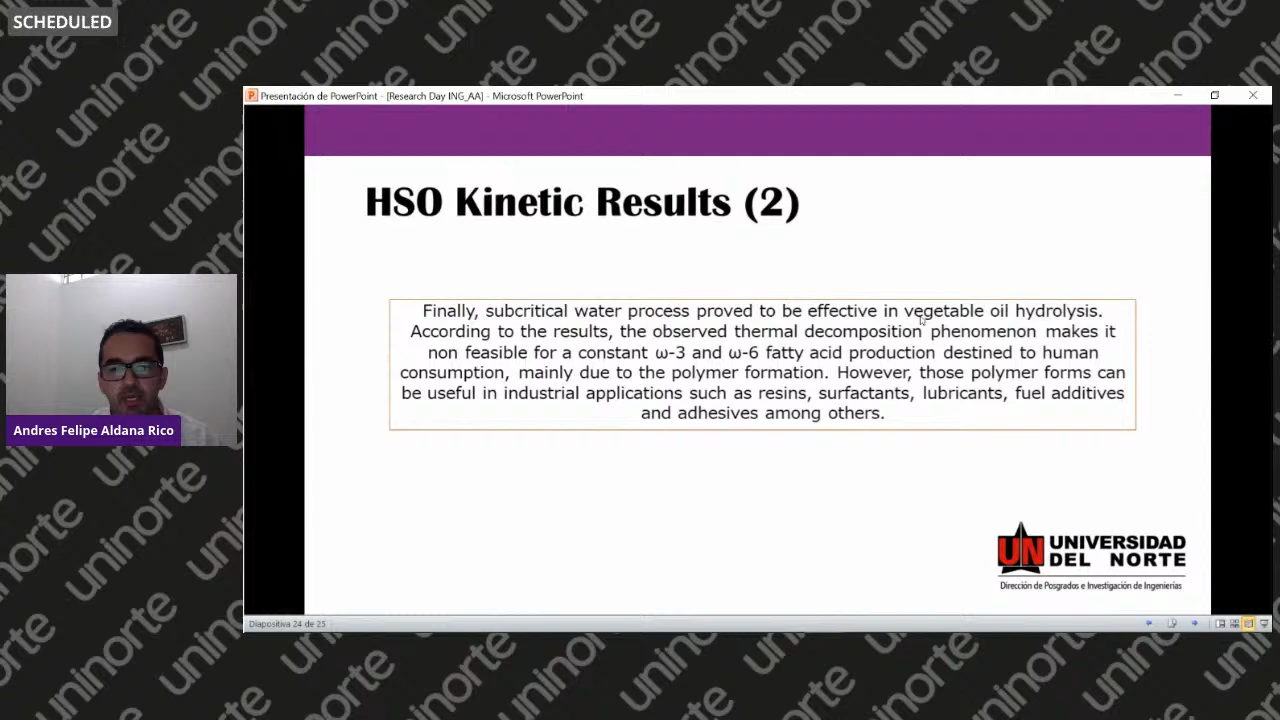 SCHEDULED
Presentación de PowerPoint - [Research Day ING_AA] - Microsoft PowerPoint
HSO Kinetic Results (2)
Finally, subcritical water process proved to be effective in vegetable oil hydrolysis.
According to the results, the observed thermal decomposition phenomenon makes it
non feasible for a constant ω-3 and ω-6 fatty acid production destined to human
consumption, mainly due to the polymer formation. However, those polymer forms can
be useful in industrial applications such as resins, surfactants, lubricants, fuel additives
and adhesives among others.
Andres Felipe Aldana Rico
UN UNIVERSIDAD
DEL NORTE
Dirección de Posgrados e Investigación de Ingenierías
Diapositiva 24 de 25
uninorte